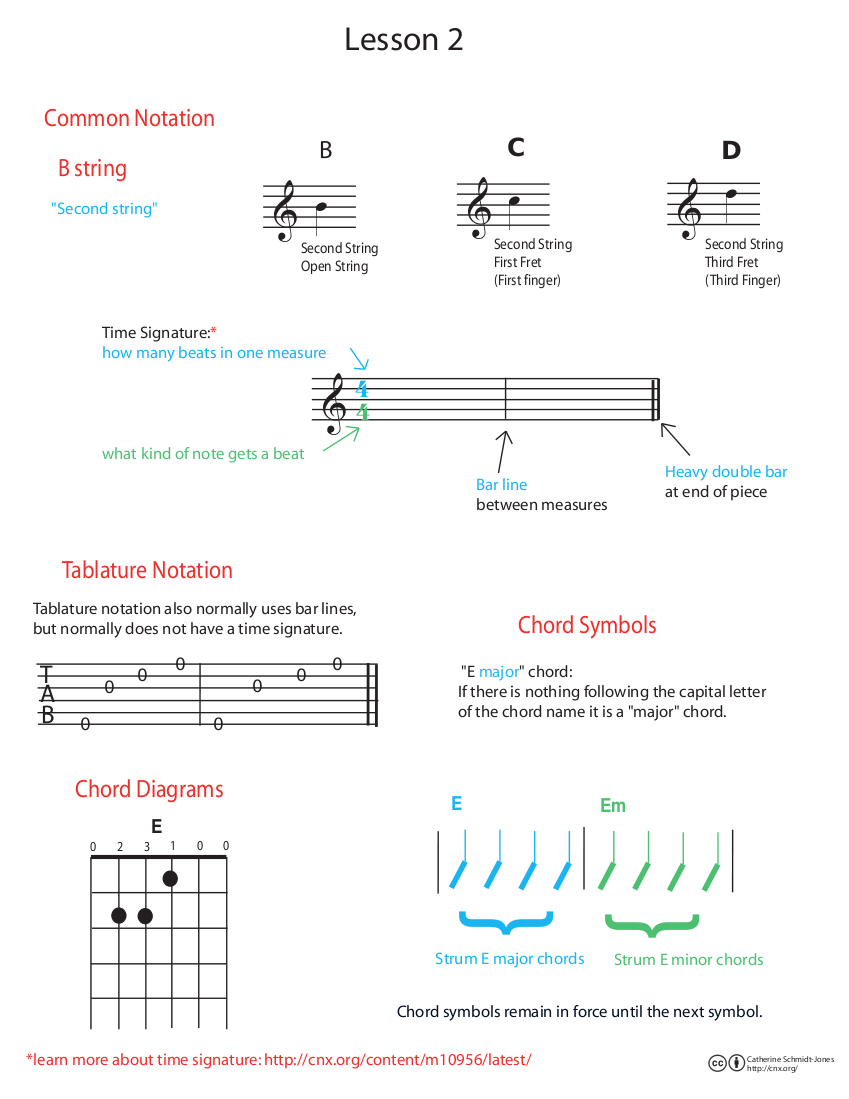 Lesson 2
Common Notation
B string
"Second string"
B
Second String
Open String
C
Second String
First Fret
(First finger)
D
Second String
Third Fret
(Third Finger)
Time Signature:*
how many beats in one measure
4
4
what kind of note gets a beat
Bar line
between measures
Heavy double bar
at end of piece
Tablature Notation
Tablature notation also normally uses bar lines,
but normally does not have a time signature.
T
A
B
0 0 0 0 0 0 0 0
Chord Symbols
"E major" chord:
If there is nothing following the capital letter
of the chord name it is a "major" chord.
Chord Diagrams
E
0 2 3 1 0 0
E
Em
Strum E major chords
Strum E minor chords
Chord symbols remain in force until the next symbol.
*learn more about time signature: http://cnx.org/content/m10956/latest/
cc
Catherine Schmidt-Jones
http://cnx.org/